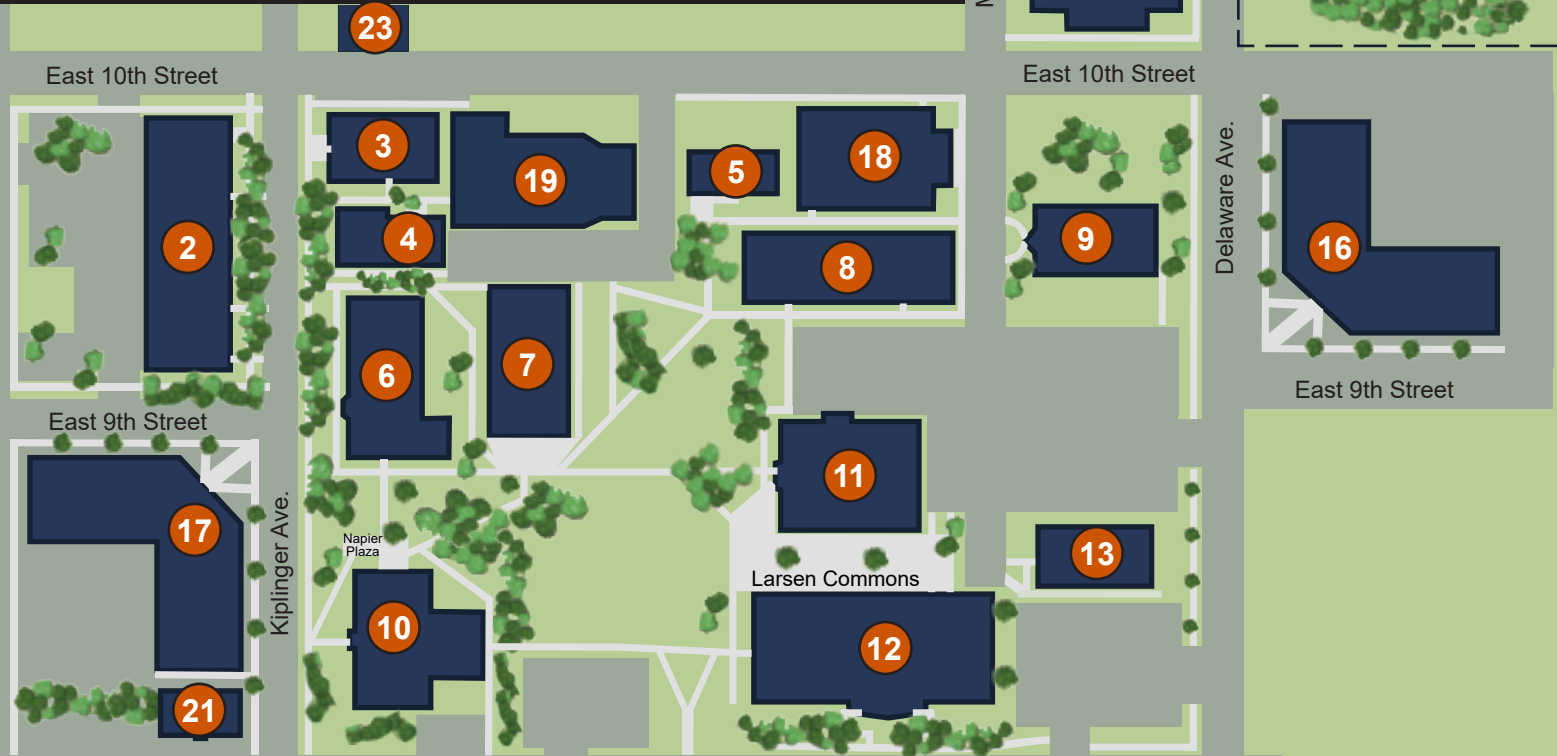 23
East 10th Street
East 10th Street
3
18
5
19
2
4
9
8
16
Delaware Ave.
7
6
East 9th Street
East 9th Street
11
17
Kiplinger Ave.
Napier
Plaza
13
Larsen Commons
10
12
21